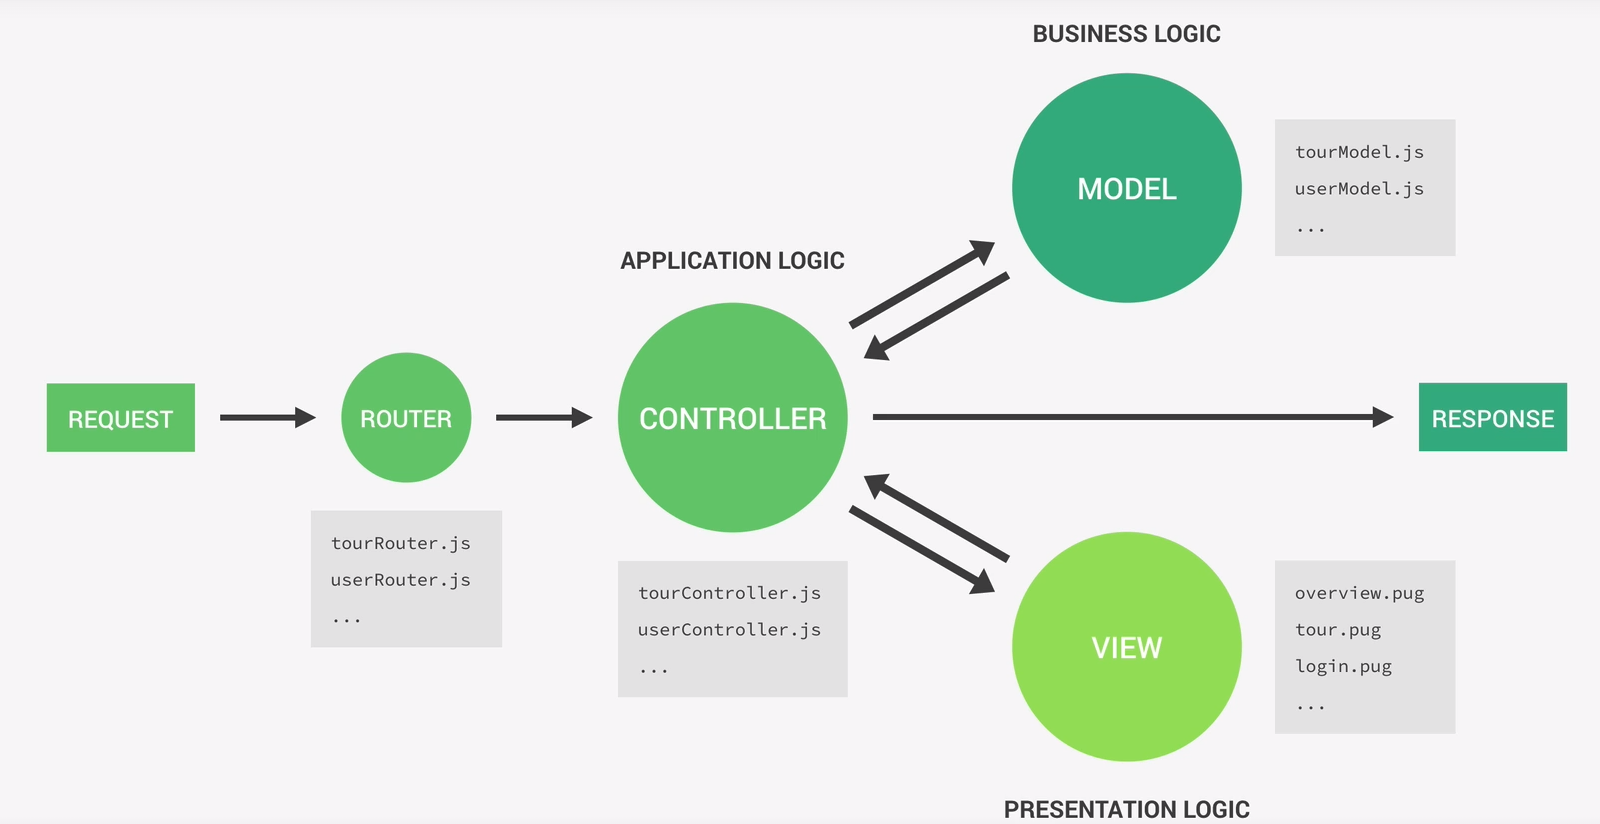 BUSINESS LOGIC
MODEL
tourModel.js
userModel.js
...
APPLICATION LOGIC
REQUEST
ROUTER
CONTROLLER
RESPONSE
tourRouter.js
userRouter.js
...
tourController.js
userController.js
...
VIEW
overview.pug
tour.pug
login.pug
...
PRESENTATION LOGIC